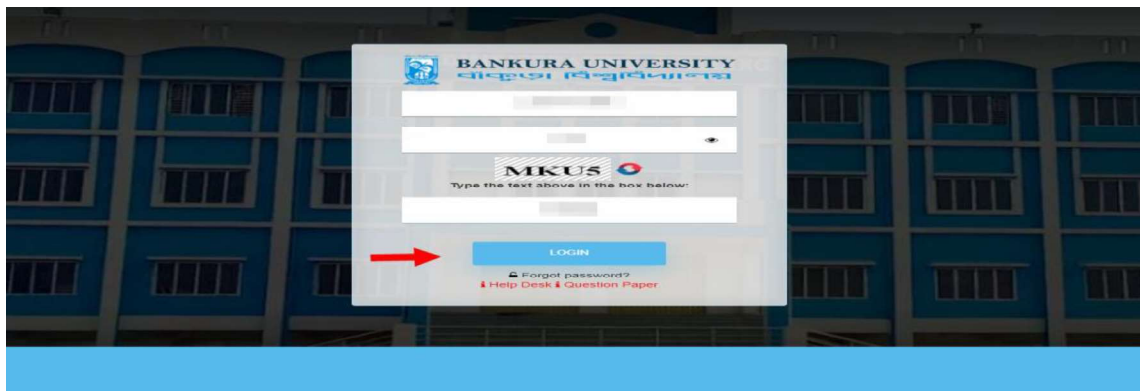 BANKURA UNIVERSITY
বাঁকুড়া বিশ্ববিদ্যালয়
MKU5
Type the text above in the box below:
LOGIN
Forgot password?
Help Desk Question Paper